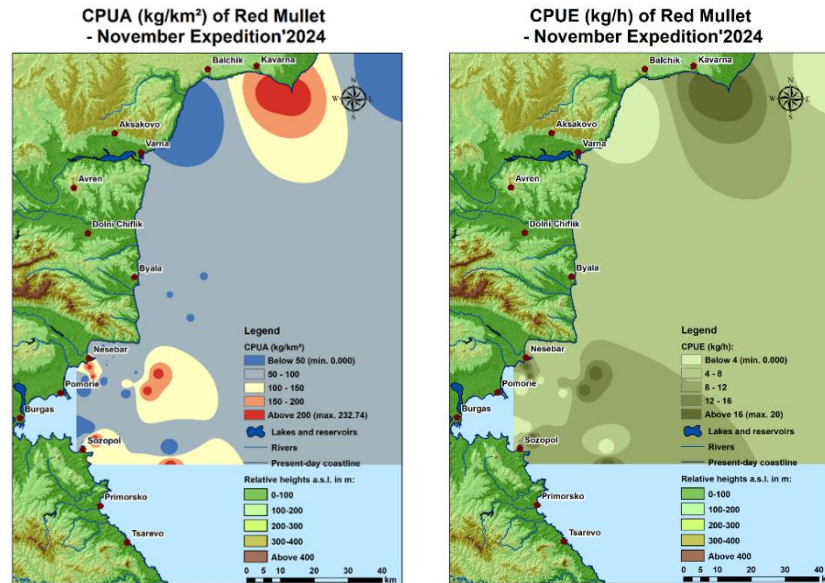 CPUA (kg/km²) of Red Mullet
- November Expedition'2024
Balchik
Kavarna
N
W
E
S
Aksakovo
Varna
Avren
Dolni Chiflik
Byala
Nesebar
Pomorie
Burgas
Sozopol
Primorsko
Tsarevo
Legend
CPUA (kg/km²)
Below 50 (min. 0.000)
50 - 100
100 - 150
150 - 200
Above 200 (max. 232.74)
Lakes and reservoirs
Rivers
Present-day coastline
Relative heights a.s.l. in m:
0-100
100-200
200-300
300-400
Above 400
0 5 10 20 30 40
km
CPUE (kg/h) of Red Mullet
- November Expedition'2024
Balchik
Kavarna
N
W
E
S
Aksakovo
Varna
Avren
Dolni Chiflik
Byala
Nesebar
Pomorie
Burgas
Sozopol
Primorsko
Tsarevo
Legend
CPUE (kg/h):
Below 4 (min. 0.000)
4 - 8
8 - 12
12 - 16
Above 16 (max. 20)
Lakes and reservoirs
Rivers
Present-day coastline
Relative heights a.s.l. in m:
0-100
100-200
200-300
300-400
Above 400
0 5 10 20 30 40
km